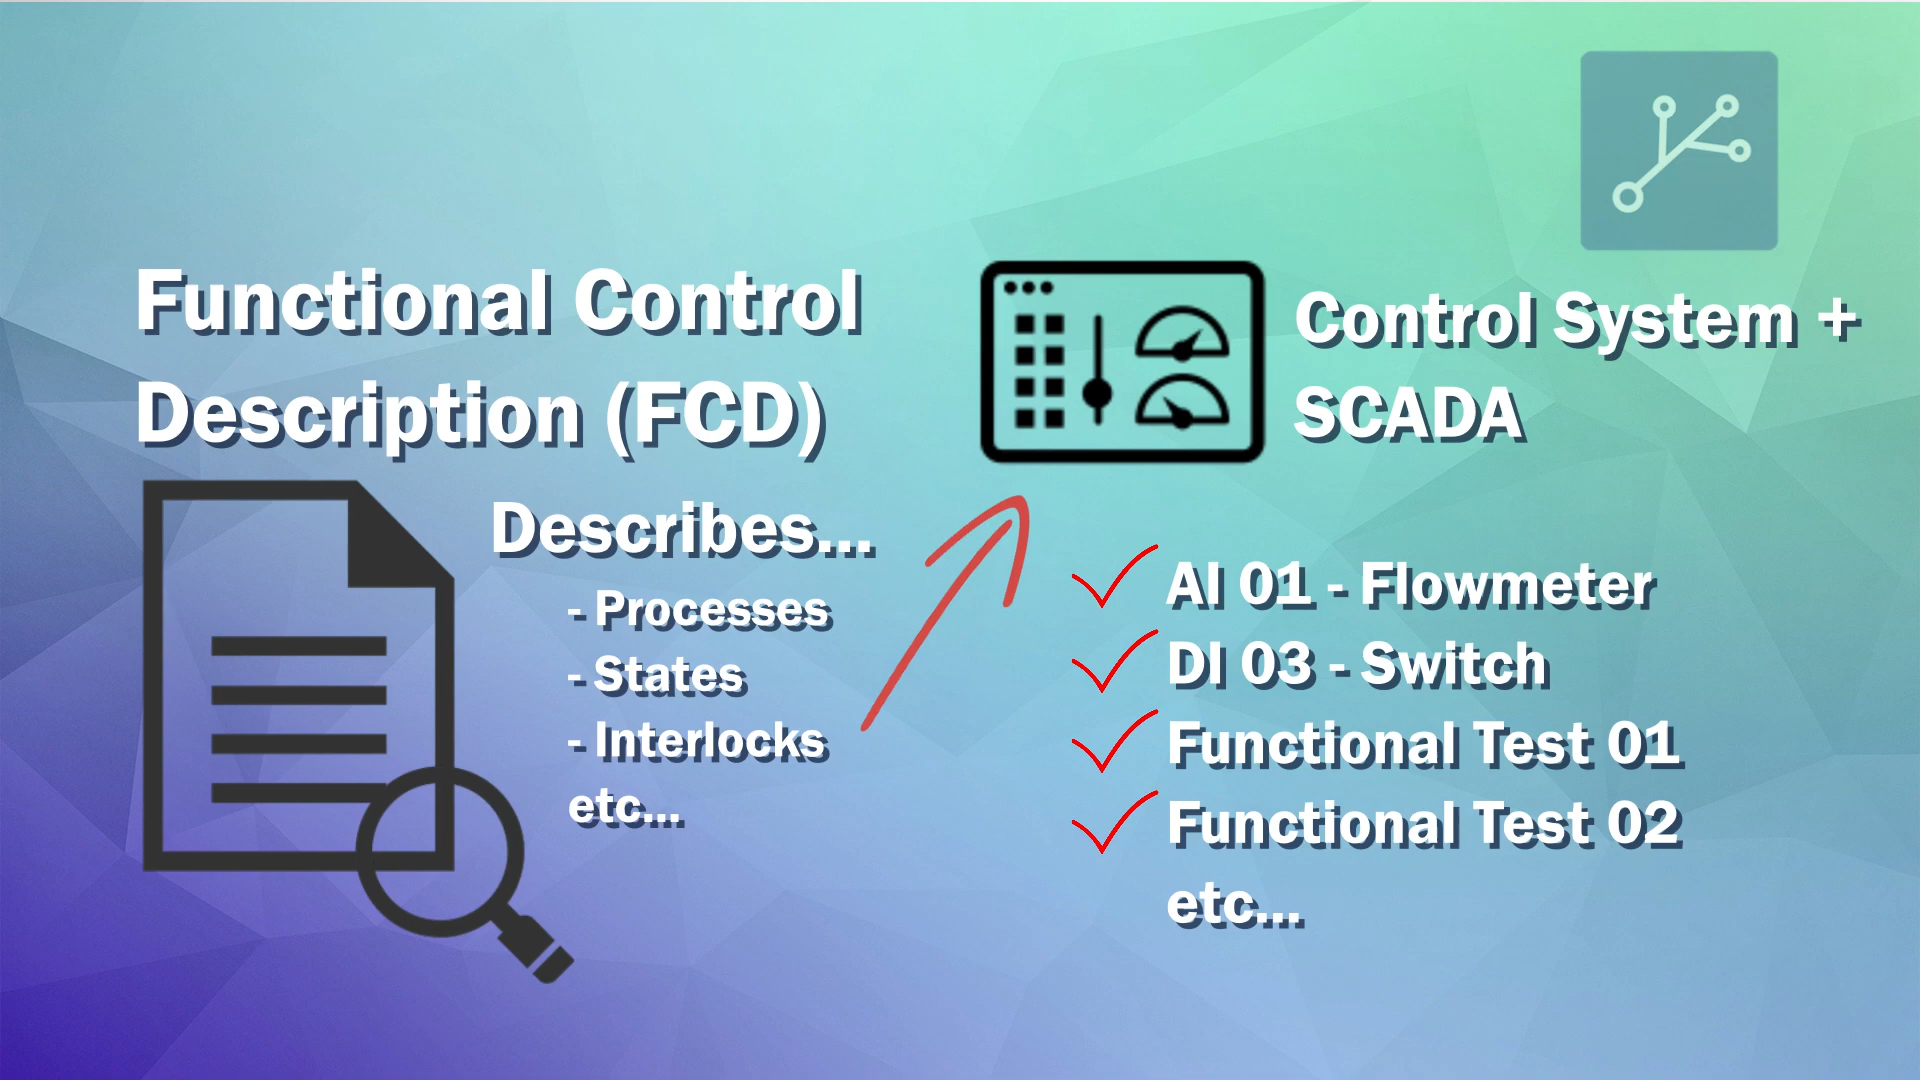 Functional Control
Description (FCD)
Describes...
- Processes
- States
- Interlocks
etc...
Control System +
SCADA
AI 01 - Flowmeter
DI 03 - Switch
Functional Test 01
Functional Test 02
etc...